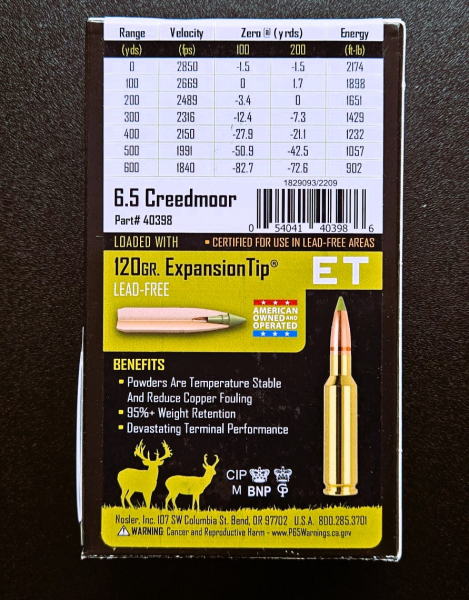 Range Velocity Zero @ (yrds) Energy
(yds) (fps) 100 200 (ft-lb)
0 2850 -1.5 -1.5 2174
100 2669 0 1.7 1898
200 2489 -3.4 0 1651
300 2316 -12.4 -7.3 1429
400 2150 -27.9 -21.1 1232
500 1991 -50.9 -42.5 1057
600 1840 -82.7 -72.6 902
1829093/2209
6.5 Creedmoor
Part# 40398
0 54041 40398 6
LOADED WITH • CERTIFIED FOR USE IN LEAD-FREE AREAS
120GR. ExpansionTip® ET
LEAD-FREE
AMERICAN
OWNED AND
OPERATED
BENEFITS
• Powders Are Temperature Stable
And Reduce Copper Fouling
• 95%+ Weight Retention
• Devastating Terminal Performance
CIP
M BNP GP
Nosler, Inc. 107 SW Columbia St. Bend, OR 97702 U.S.A. 800.285.3701
WARNING: Cancer and Reproductive Harm - www.P65Warnings.ca.gov